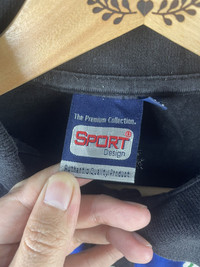 The Premium Collection.
SPORT®
Design
Authentic Quality Product